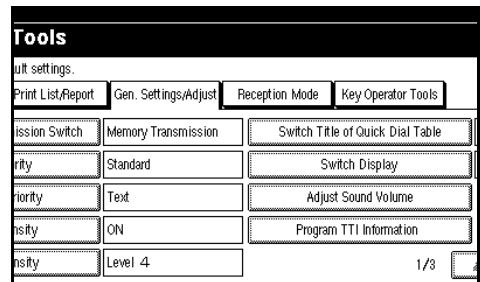 Tools
ult settings.
Print List/Report Gen. Settings/Adjust Reception Mode Key Operator Tools
ission Switch Memory Transmission Switch Title of Quick Dial Table
rity Standard Switch Display
riority Text Adjust Sound Volume
nsity ON Program TTI Information
nsity Level 4 1/3